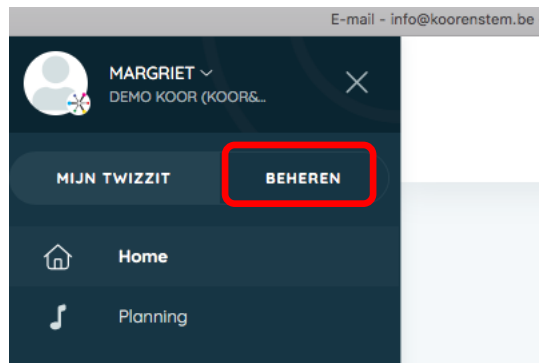 E-mail - info@koorenstem.be
MARGRIET
DEMO KOOR (KOOR&...
MIJN TWIZZIT BEHEREN
Home
Planning